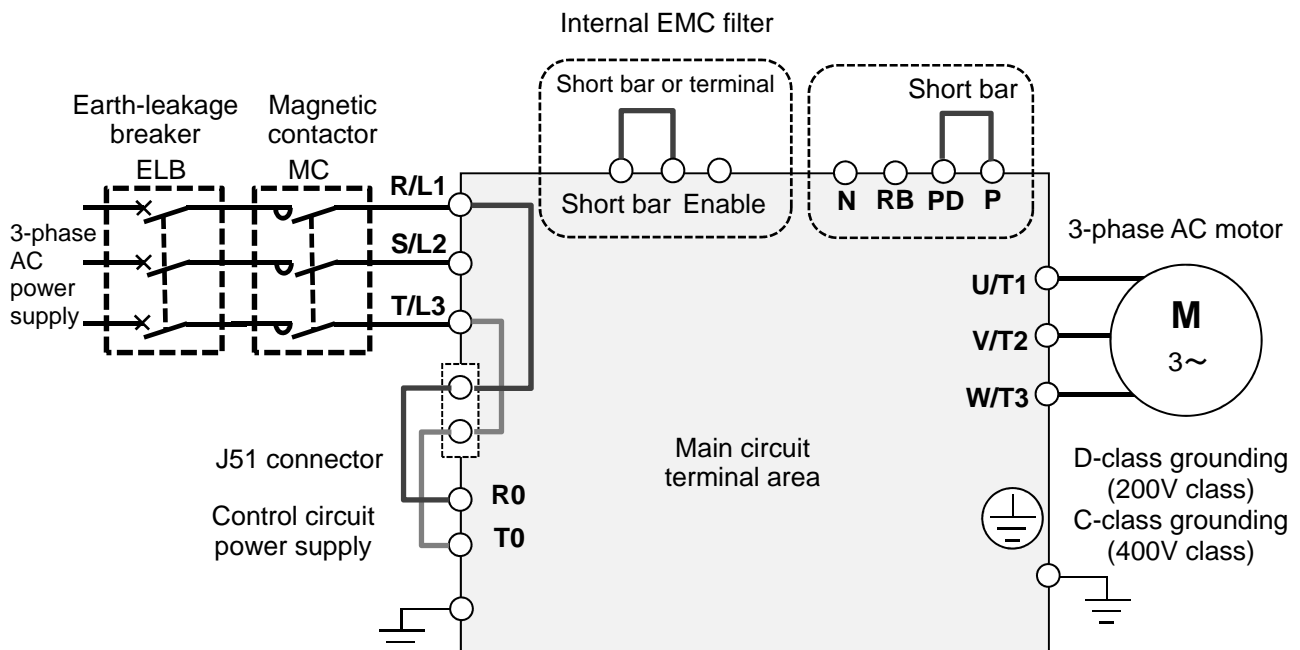 Internal EMC filter
Short bar or terminal
Short bar
Earth-leakage
breaker
ELB
Magnetic
contactor
MC
R/L1
Short bar Enable
N RB PD P
3-phase
AC
power
supply
S/L2
T/L3
3-phase AC motor
U/T1
V/T2
W/T3
M
3～
J51 connector
Main circuit
terminal area
R0
T0
Control circuit
power supply
D-class grounding
(200V class)
C-class grounding
(400V class)